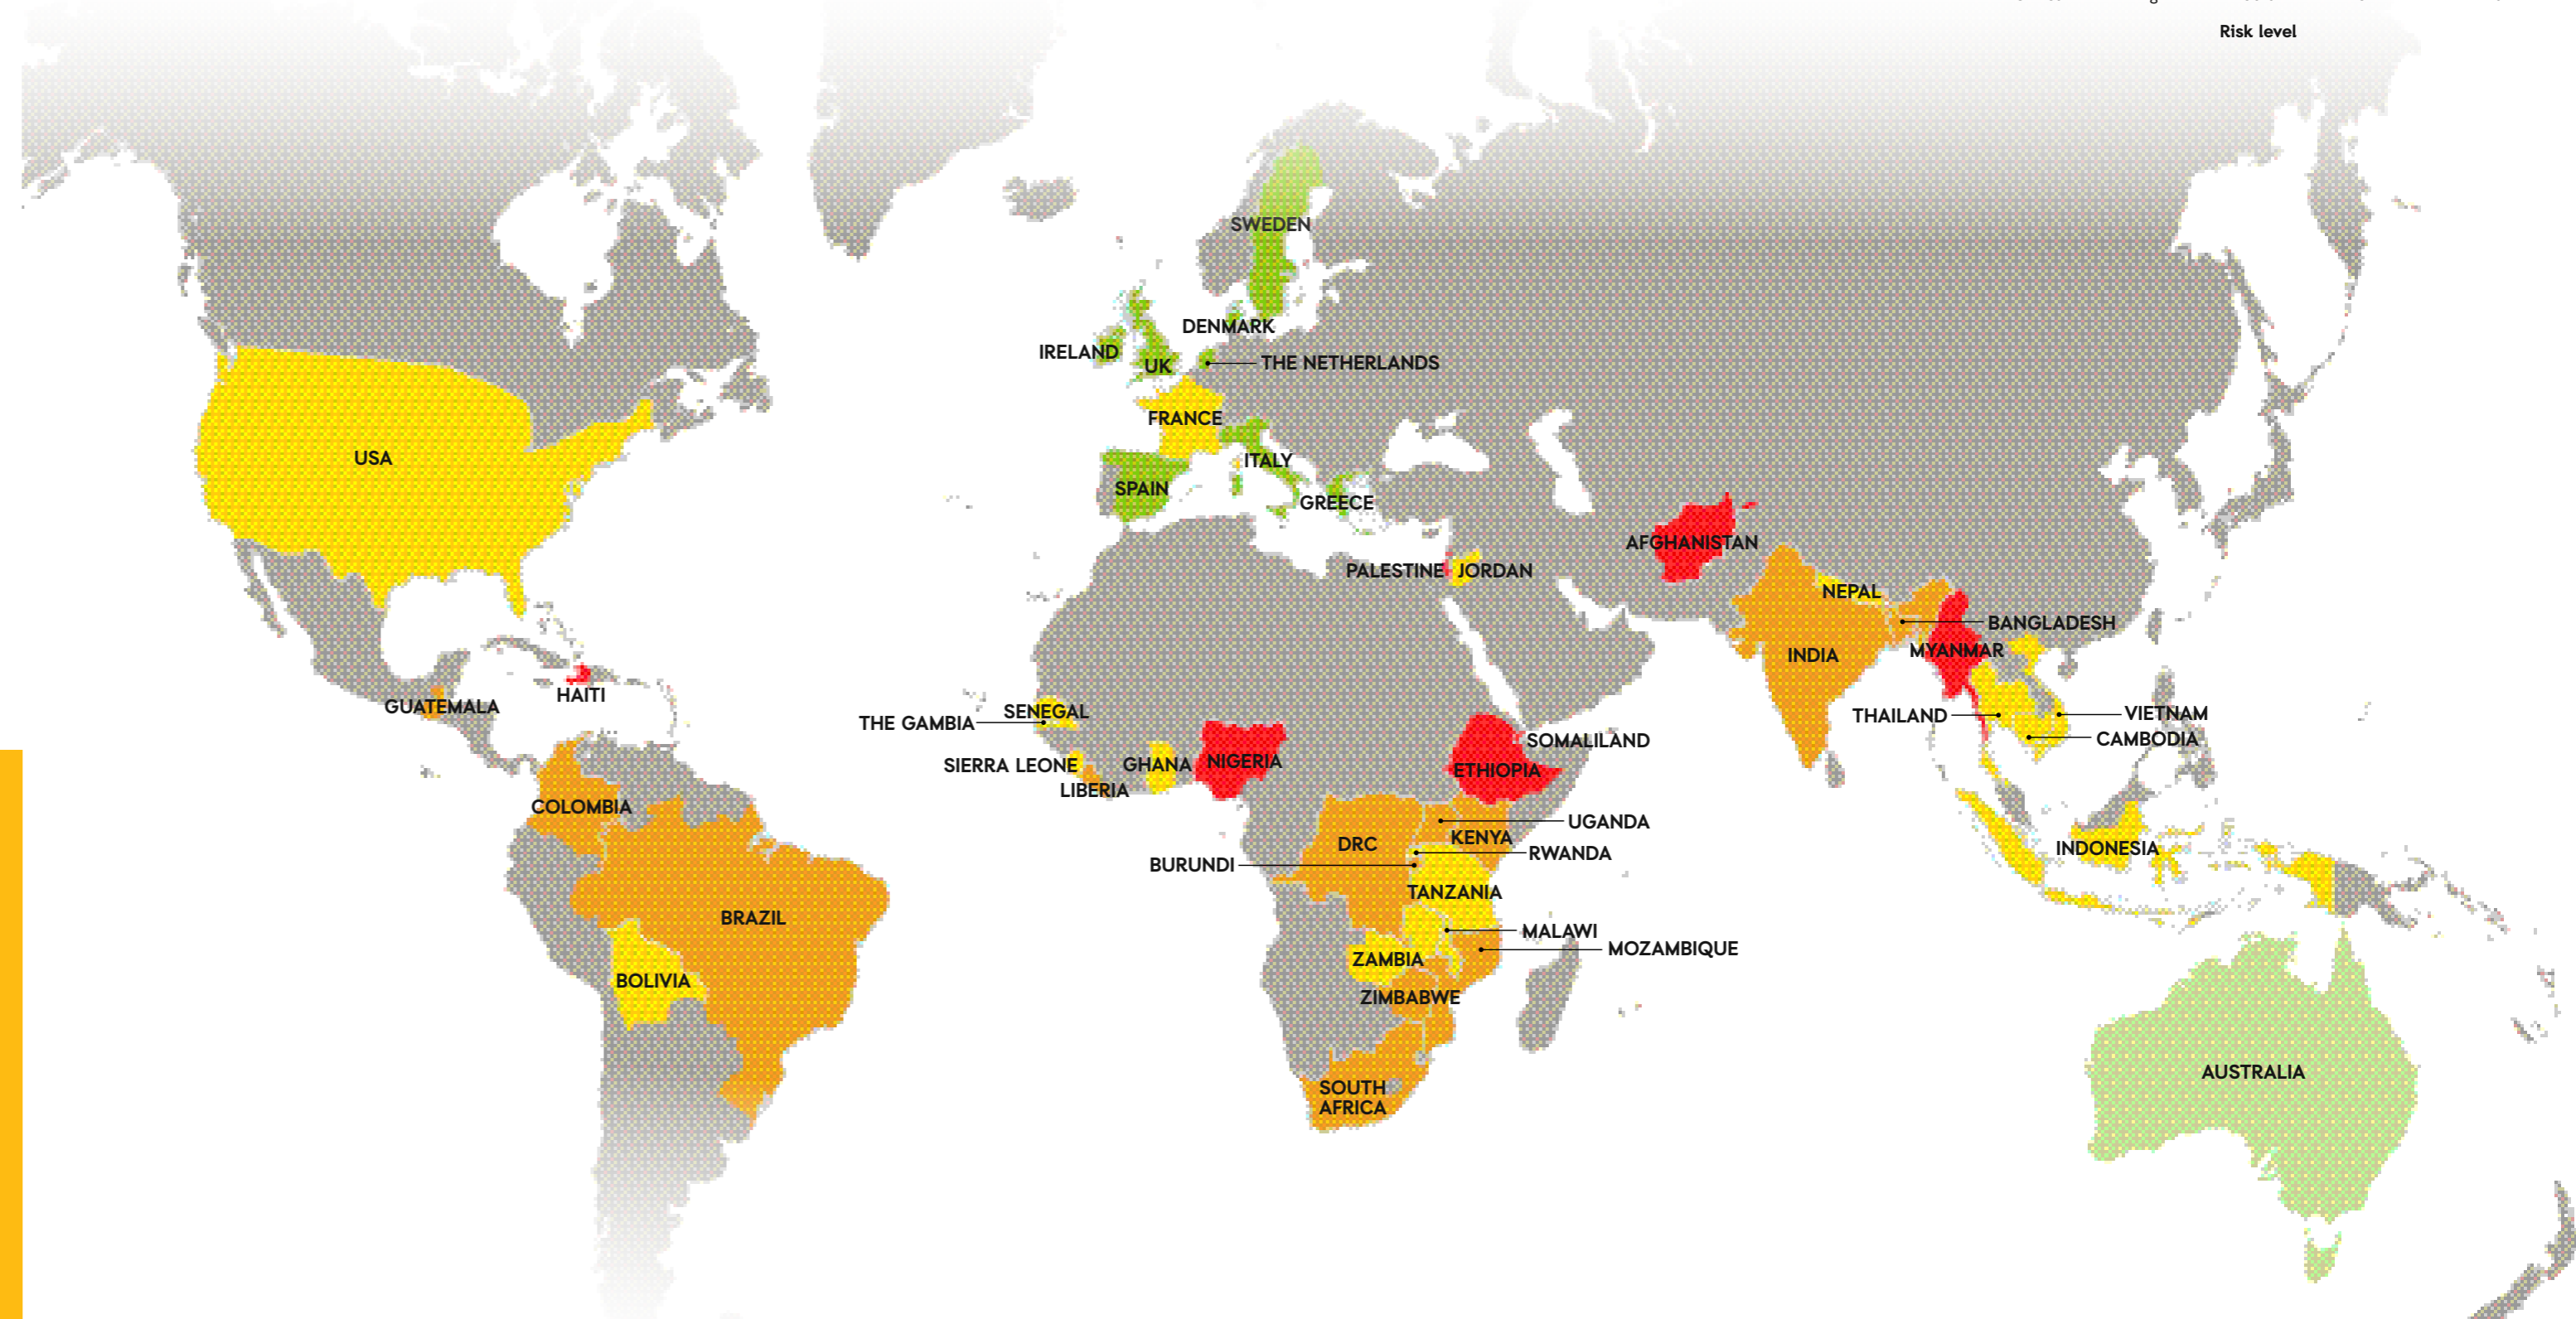 Risk level
SWEDEN
DENMARK
IRELAND
UK
THE NETHERLANDS
FRANCE
USA
ITALY
SPAIN
GREECE
AFGHANISTAN
PALESTINE
JORDAN
NEPAL
BANGLADESH
MYANMAR
INDIA
HAITI
GUATEMALA
SENEGAL
THE GAMBIA
THAILAND
VIETNAM
CAMBODIA
SOMALILAND
SIERRA LEONE
GHANA
NIGERIA
ETHIOPIA
LIBERIA
COLOMBIA
UGANDA
KENYA
DRC
RWANDA
INDONESIA
BURUNDI
TANZANIA
BRAZIL
MALAWI
MOZAMBIQUE
ZAMBIA
BOLIVIA
ZIMBABWE
AUSTRALIA
SOUTH
AFRICA